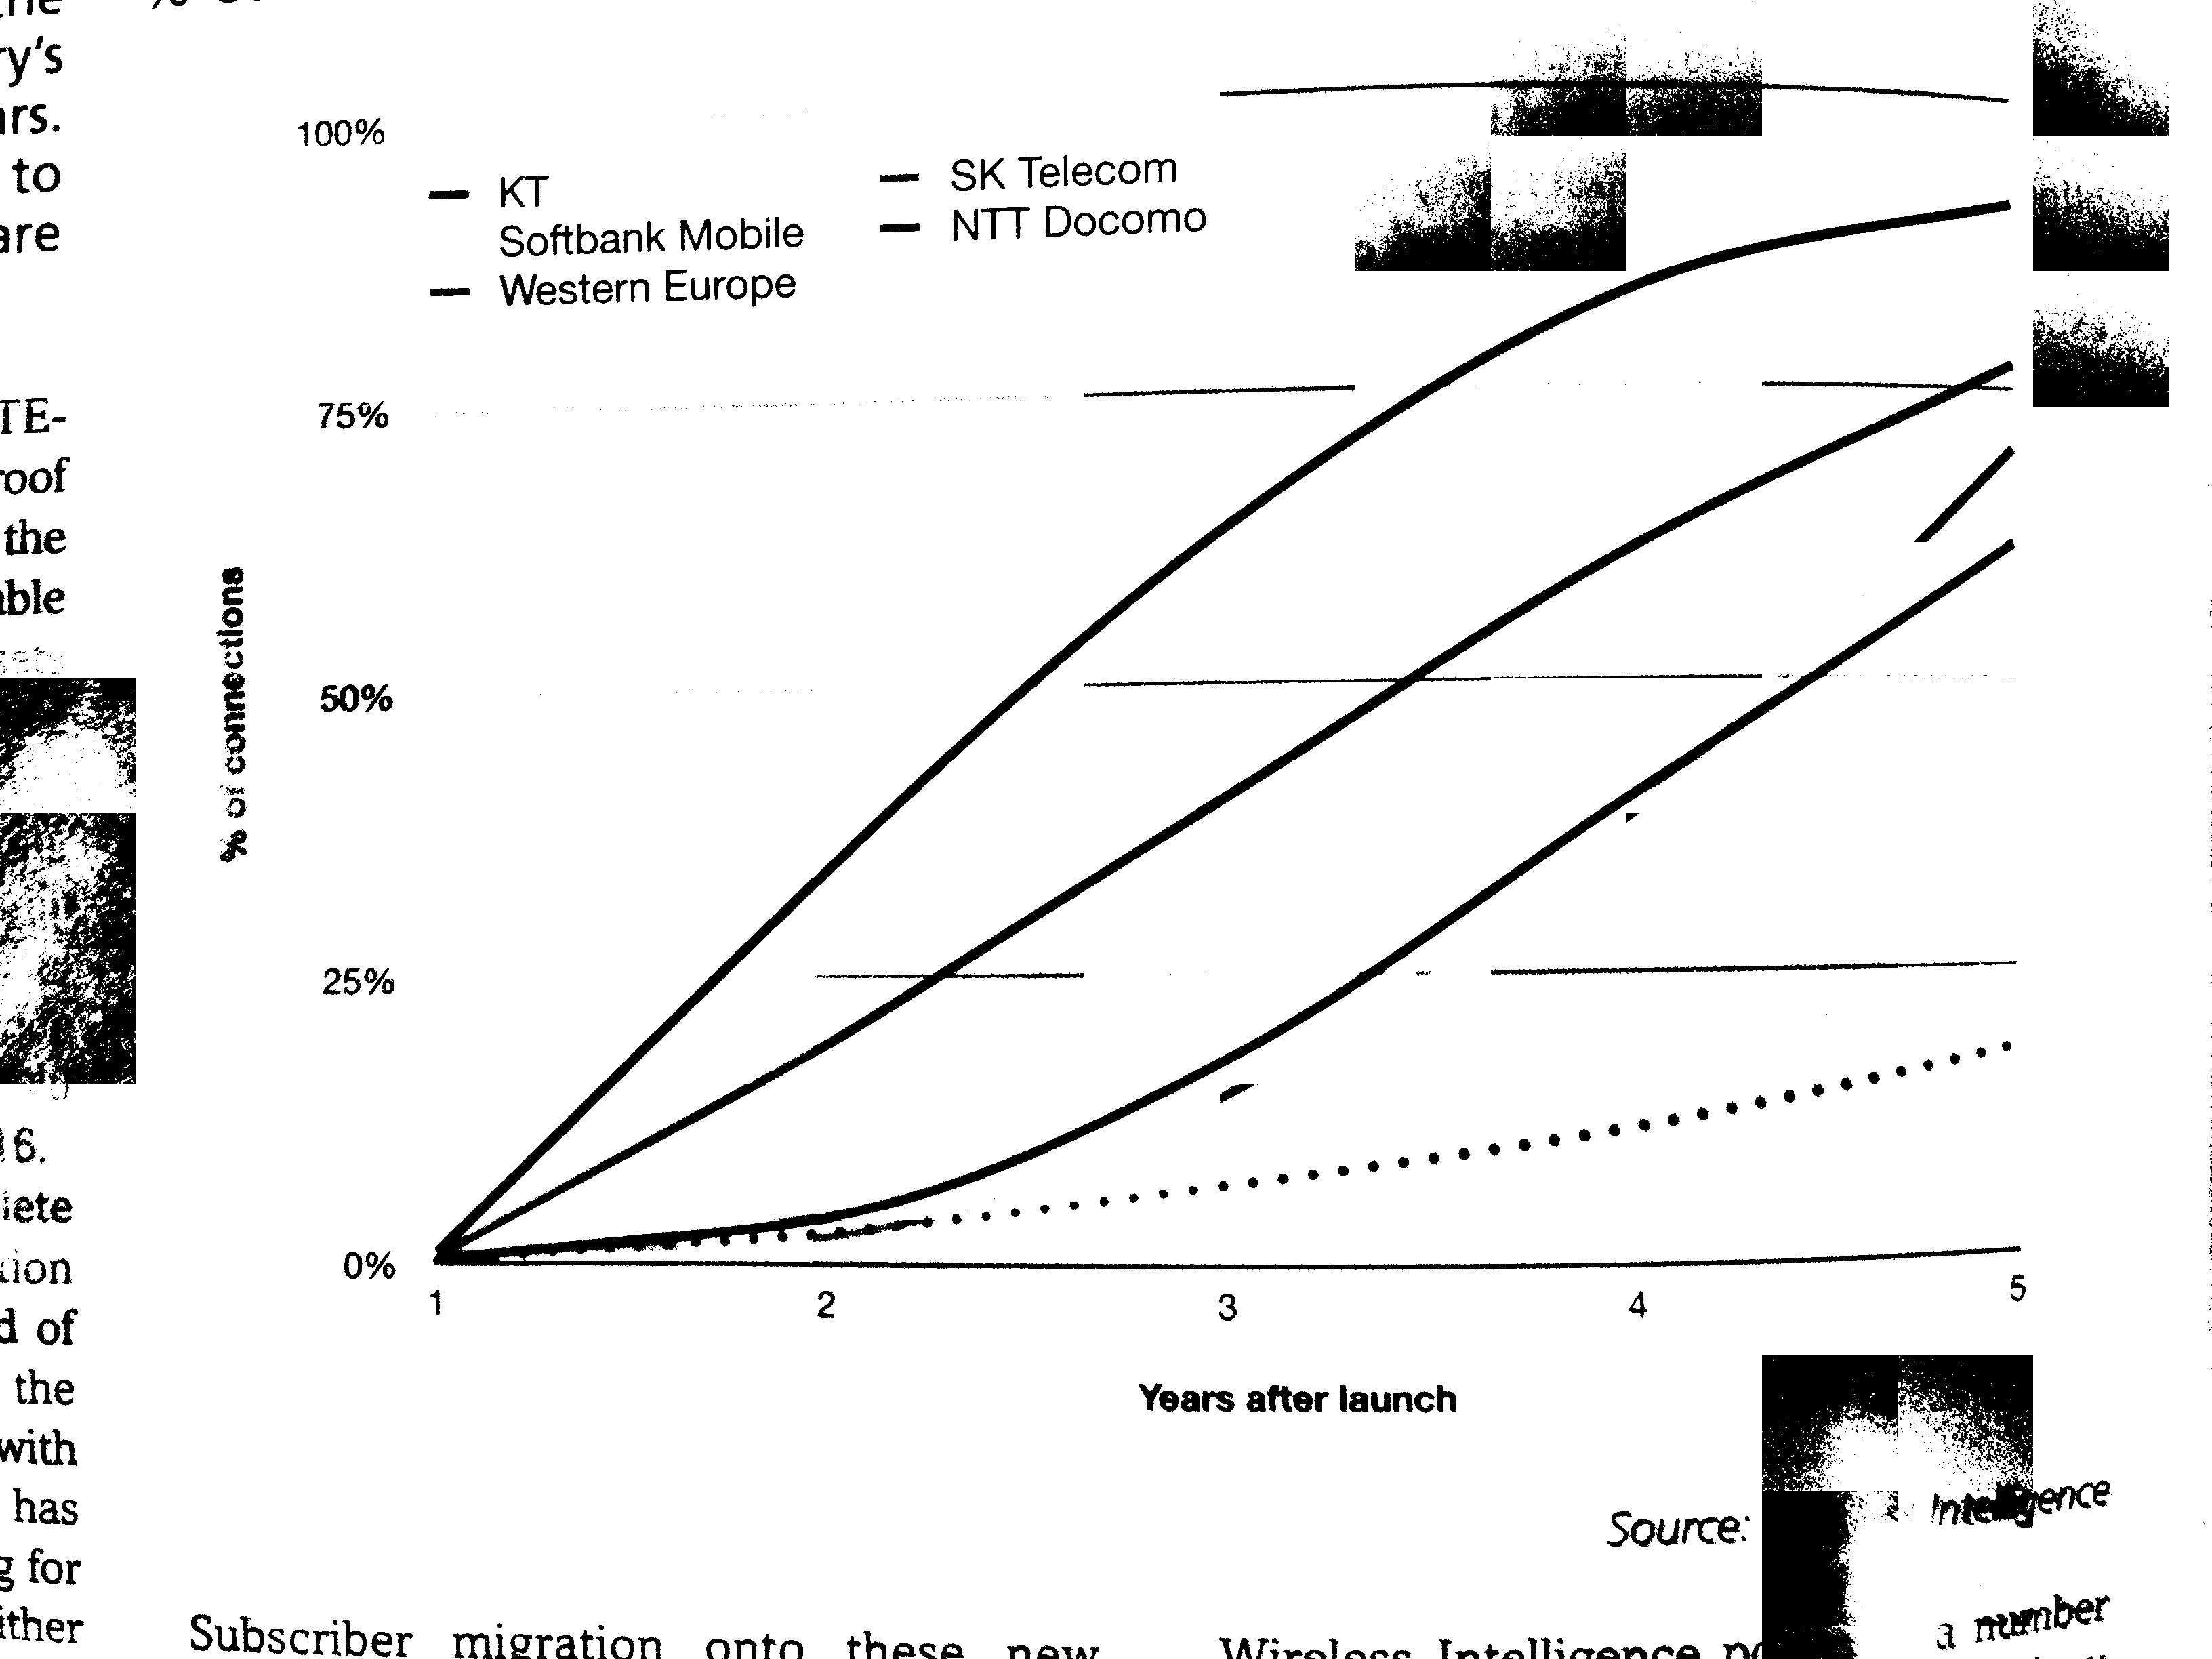 ry's
ars.
to
are
TE-
roof
the
able
16.
lete
tion
d of
the
with
has
g for
ither
100%
75%
50%
25%
0%
KT
Softbank Mobile
Western Europe
SK Telecom
NTT Docomo
% of connections
1 2 3 4 5
Years after launch
Source: Intelligence
Subscriber migration onto these new
Wireless Intelligence
a number